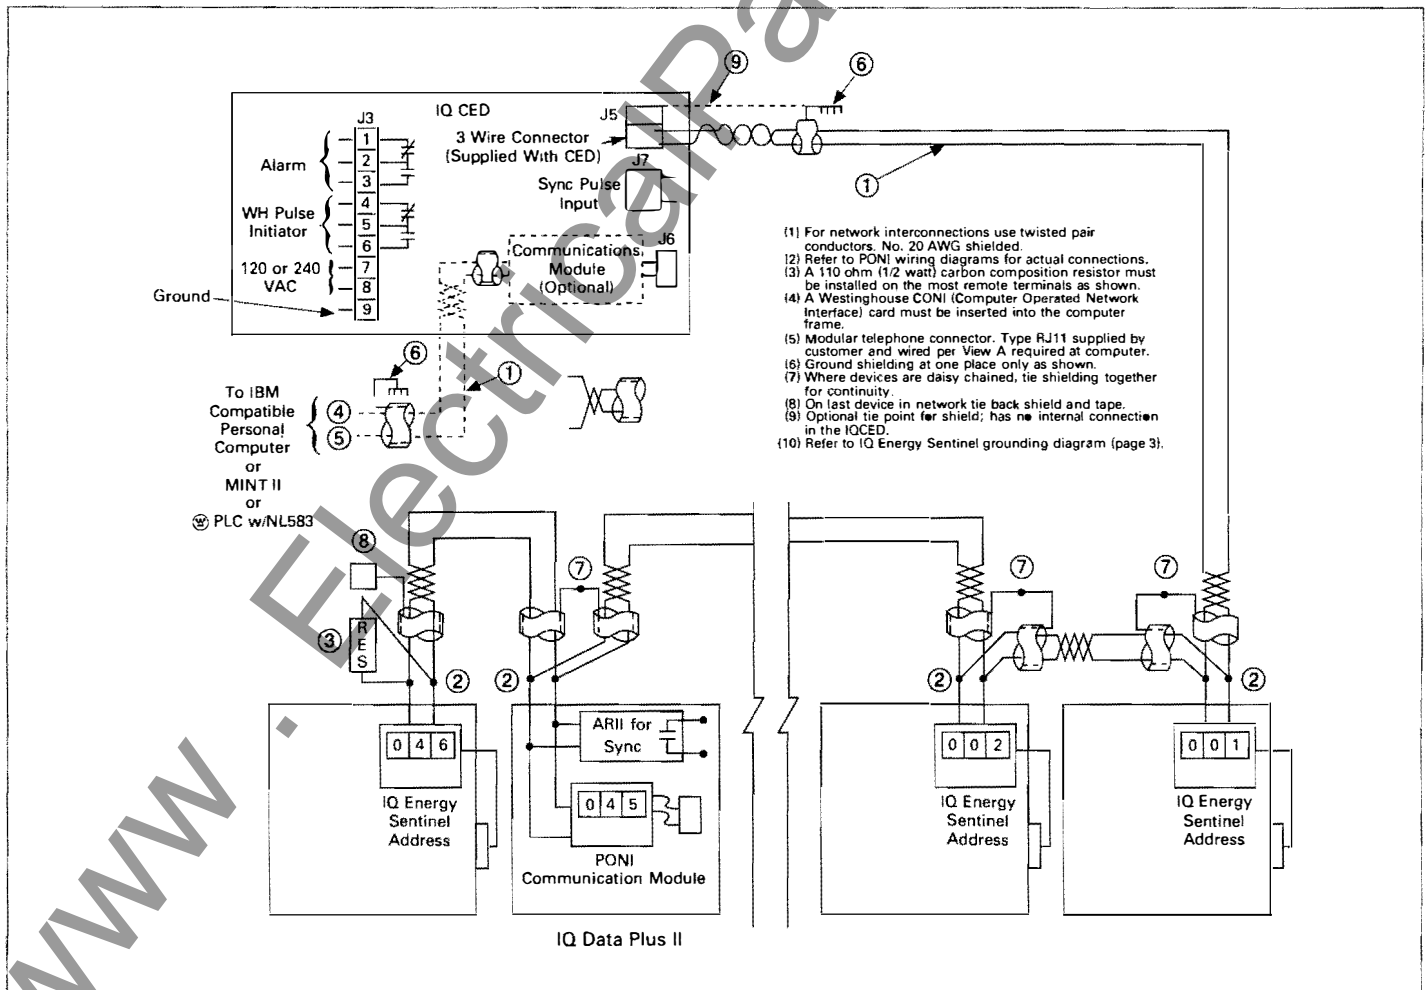 www. ElectricalPa
⑨
⑥
IQ CED
J3
J5
3 Wire Connector
(Supplied With CED)
J7
Sync Pulse
Input
J6
Communications
Module
(Optional)
Alarm
1
2
3
WH Pulse
Initiator
4
5
6
120 or 240
VAC
7
8
9
Ground
①
(1) For network interconnections use twisted pair
conductors. No. 20 AWG shielded.
(2) Refer to PONI wiring diagrams for actual connections.
(3) A 110 ohm (1/2 watt) carbon composition resistor must
be installed on the most remote terminals as shown.
(4) A Westinghouse CONI (Computer Operated Network
Interface) card must be inserted into the computer
frame.
(5) Modular telephone connector. Type RJ11 supplied by
customer and wired per View A required at computer.
(6) Ground shielding at one place only as shown.
(7) Where devices are daisy chained, tie shielding together
for continuity.
(8) On last device in network tie back shield and tape.
(9) Optional tie point for shield; has no internal connection
in the IQCED.
(10) Refer to IQ Energy Sentinel grounding diagram (page 3).
⑥
①
To IBM
Compatible
Personal
Computer
or
MINT II
or
PLC w/NL583
④
⑤
⑧
③
RES
②
⑦
②
⑦
②
⑦
②
0 4 6
IQ Energy
Sentinel
Address
ARII for
Sync
0 4 5
PONI
Communication Module
IQ Data Plus II
0 0 2
IQ Energy
Sentinel
Address
0 0 1
IQ Energy
Sentinel
Address